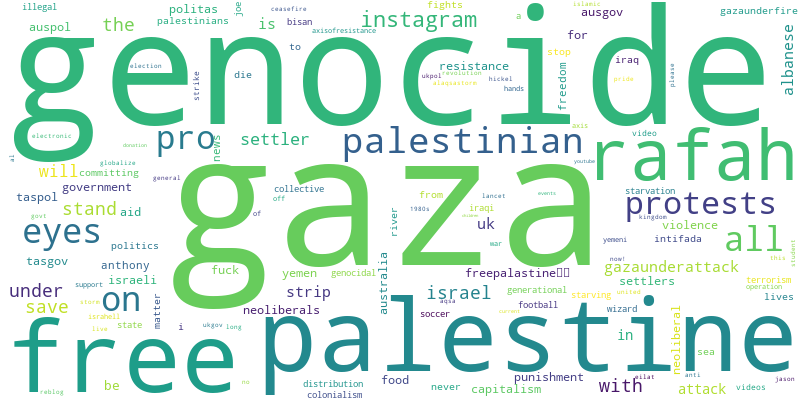 illegal
politas
palestinians
joe
ceasefire
axisofresistance
bisan
fights
a
islamic
ausgov
gazaunderfire
auspol
the
is
instagram
genocide
to
for
iraq
stop
albanese
election
strike
die
resistance
ukpol
revolution
hickel
alaqsastorm
hands
freedom
pride
please
electronic
pro
settler
palestinian
axis
video
rafah
donation
news
globalize
al
youtube
will
committing
general
gaza
collective
off
from
lancet
events
starvation
government
taspol
stand
aid
of
1980s
iraqi
uk
kingdom
protests
violence
all
eyes
river
war
intifada
yemeni
govt
politics
tasgov
anthony
fuck
yemen
genocidal
australia
freepalestine
now!
gazaunderattack
student
this
support
israeli
under
on
save
store
israhell
live
state
matter
i
strip
neoliberals
ukgov
long
israel
aqsa
soccer
generational
football
starving
united
settlers
terrorism
operation
lives
wizard
current
free
palestine
in
neoliberal
sea
reblog
be
no
distribution
colonialism
food
never
capitalism
punishment
eilat
with
anti
attack
videos
jason